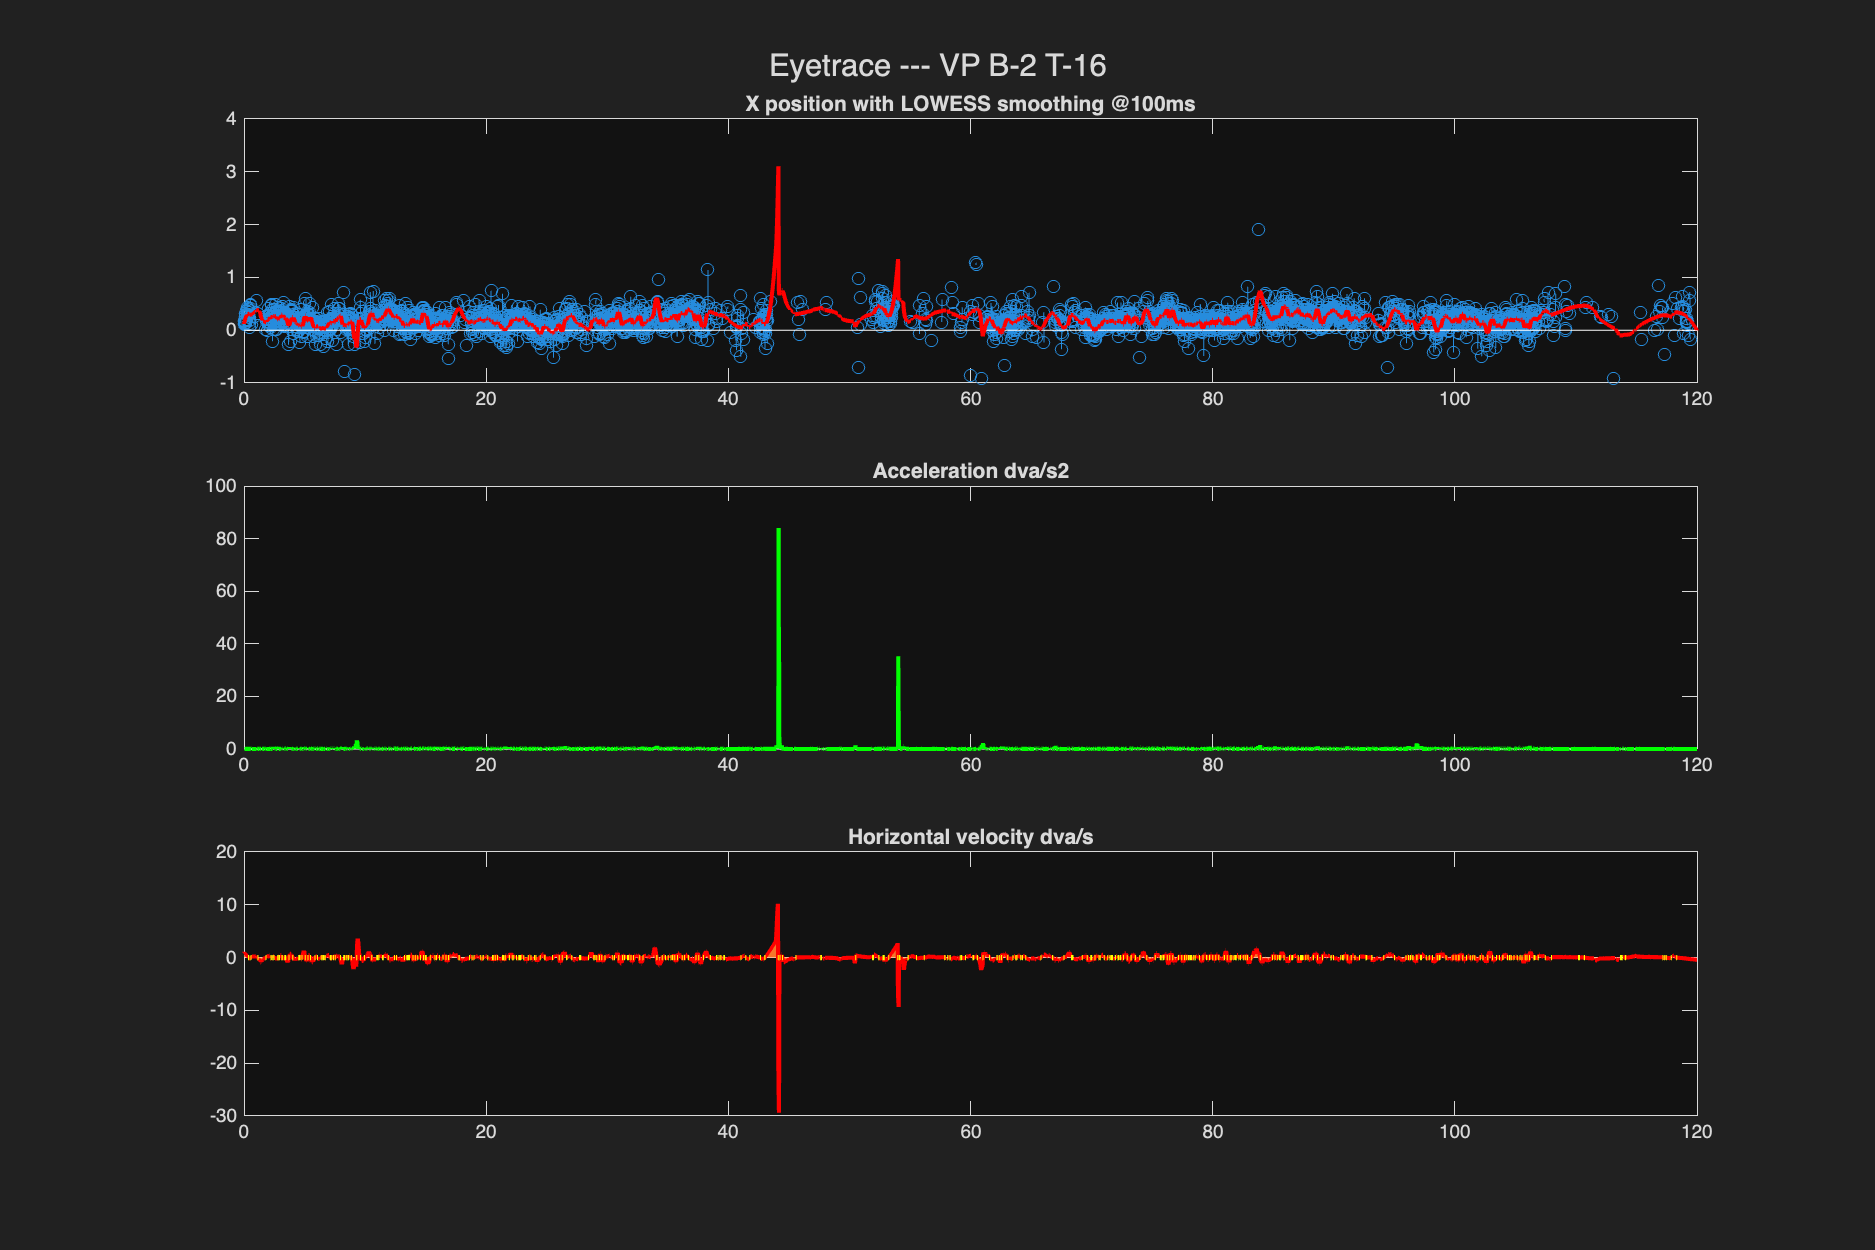 Eyetrace --- VP B-2 T-16
X position with LOWESS smoothing @100ms
4
3
2
1
0
-1
0 20 40 60 80 100 120
Acceleration dva/s2
100
80
60
40
20
0
0 20 40 60 80 100 120
Horizontal velocity dva/s
20
10
0
-10
-20
-30
0 20 40 60 80 100 120